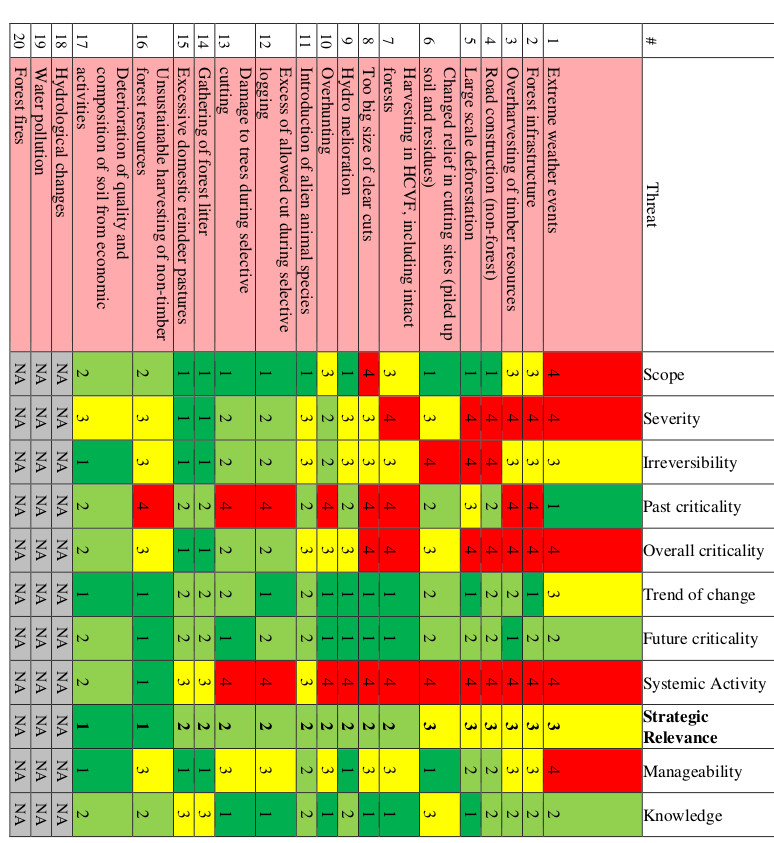 # Threat Scope Severity Irreversibility Past criticality Overall criticality Trend of change Future criticality Systemic Activity Strategic Relevance Manageability Knowledge
1 Extreme weather events 4 4 3 1 4 3 2 4 3 4 2
2 Forest infrastructure 3 4 3 4 4 1 2 4 3 3 2
3 Overharvesting of timber resources 3 4 3 4 4 2 1 4 3 3 2
4 Road construction (non-forest) 1 4 4 2 4 2 2 4 3 2 2
5 Large scale deforestation 1 4 4 3 4 1 2 4 3 2 1
6 Changed relief in cutting sites (piled up
soil and residues) 1 3 4 2 3 2 2 4 3 1 3
7 Harvesting in HCVF, including intact
forests 3 4 3 4 4 1 1 4 2 3 1
8 Too big size of clear cuts 4 3 3 4 4 1 1 4 2 3 1
9 Hydro melioration 1 3 3 2 3 1 1 4 2 1 2
10 Overhunting 3 2 2 4 3 1 1 4 2 3 1
11 Introduction of alien animal species 1 3 3 2 3 2 2 3 2 2 2
12 Excess of allowed cut during selective
logging 1 2 2 4 2 1 2 4 2 3 1
13 Damage to trees during selective
cutting 1 2 2 4 2 2 1 4 2 3 1
14 Gathering of forest litter 1 1 1 2 1 2 2 3 2 1 3
15 Excessive domestic reindeer pastures 1 1 1 2 1 2 2 3 2 1 3
16 Unsustainable harvesting of non-timber
forest resources 2 3 3 4 3 1 1 1 1 3 2
17 Deterioration of quality and
composition of soil from economic
activities 2 3 1 2 2 1 2 2 1 1 2
18 Hydrological changes NA NA NA NA NA NA NA NA NA NA NA
19 Water pollution NA NA NA NA NA NA NA NA NA NA NA
20 Forest fires NA NA NA NA NA NA NA NA NA NA NA